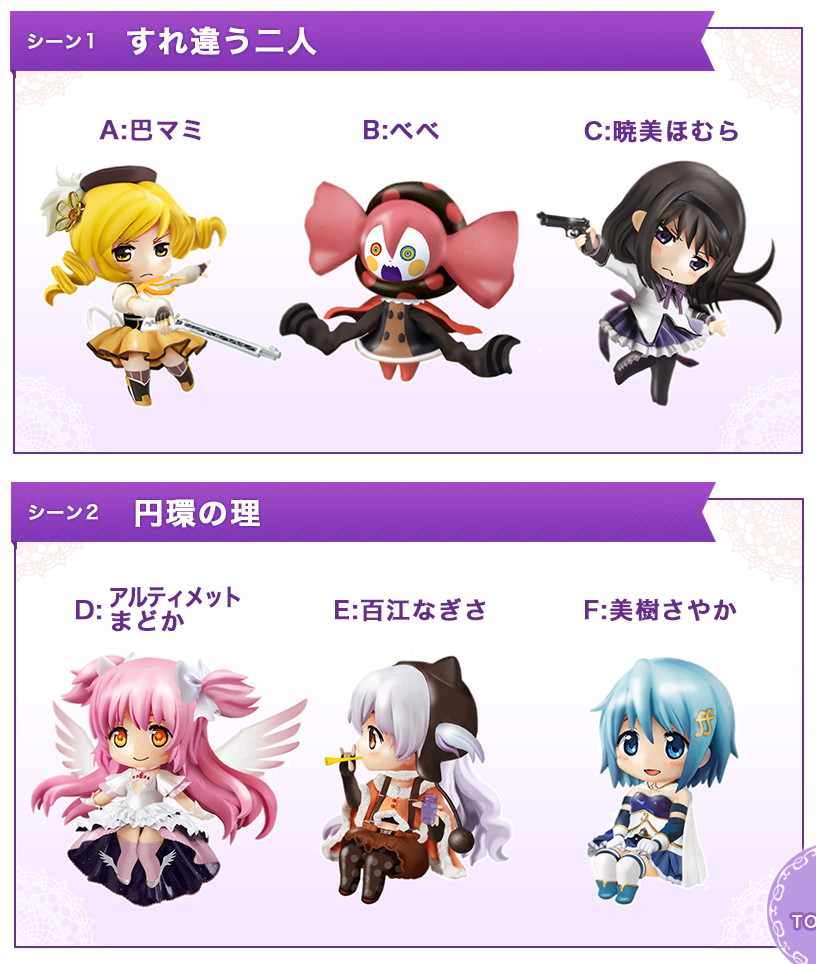 シーン1 すれ違う二人
A:巴マミ
B:べべ
C:暁美ほむら
シーン2 円環の理
D: アルティメット
まどか
E:百江なぎさ
F:美樹さやか
ff
TO